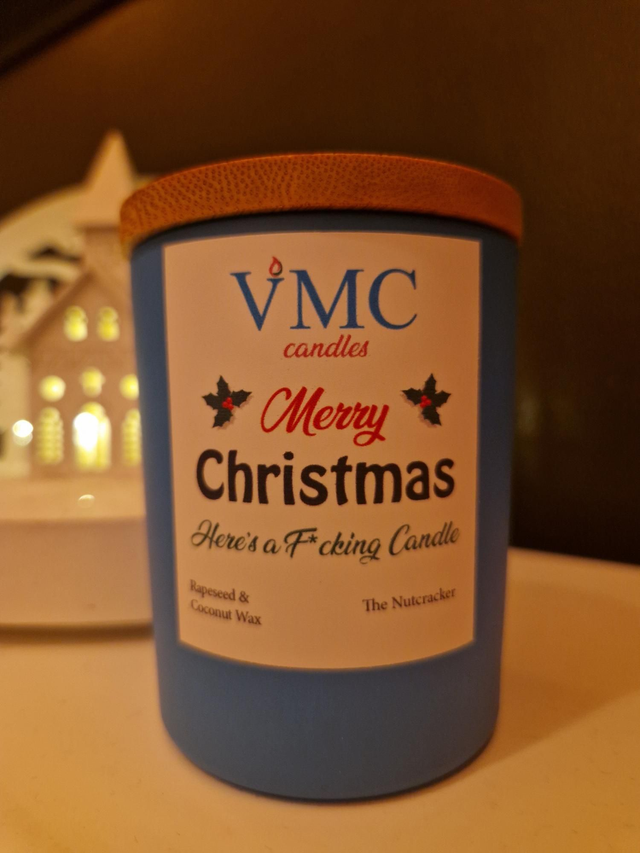 VMC
candles
Merry
Christmas
Here's a F*cking Candle
Rapeseed &
Coconut Wax
The Nutcracker